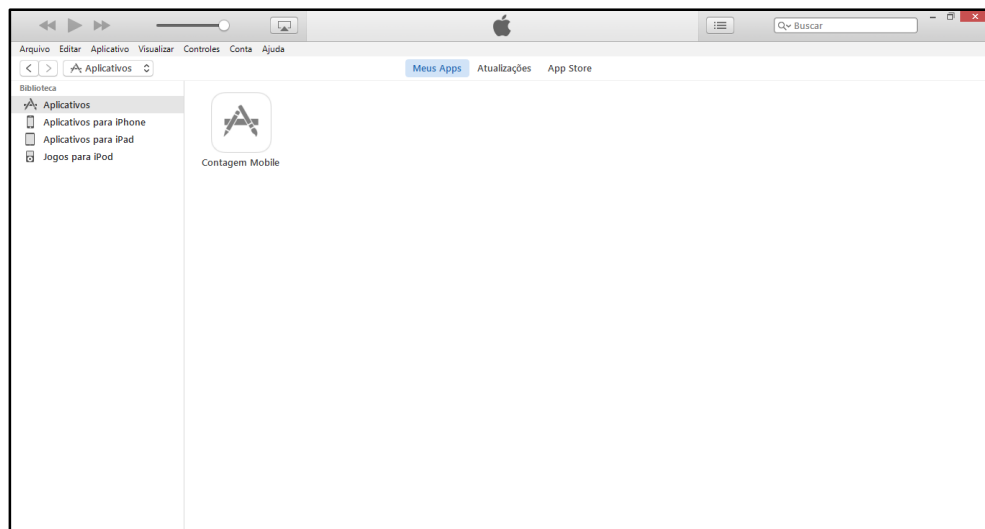 Buscar
Arquivo Editar Aplicativo Visualizar Controles Conta Ajuda
Aplicativos
Meus Apps Atualizações App Store
Biblioteca
Aplicativos
Aplicativos para iPhone
Aplicativos para iPad
Jogos para iPod
Contagem Mobile